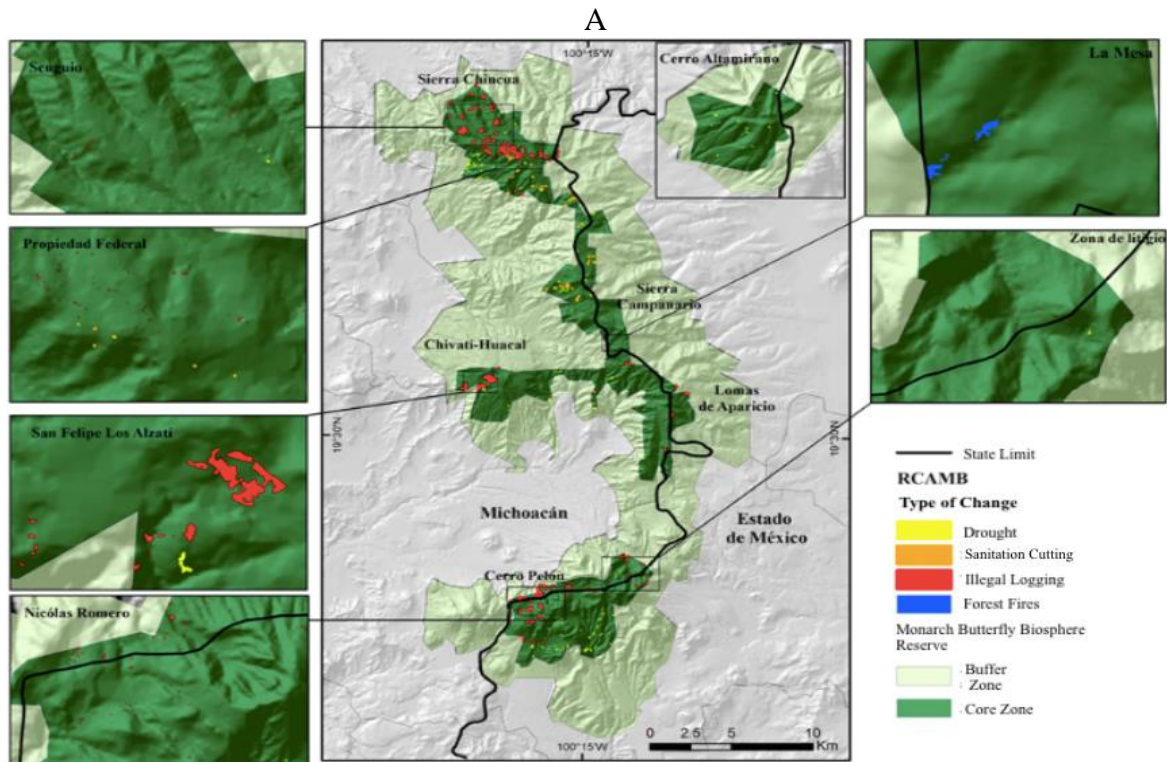 A
Senguio
Propiedad Federal
San Felipe Los Alzati
Nicólas Romero
100°15'W
Sierra Chincua
Cerro Altamirano
Sierra
Campanario
Chivati-Huacal
Lomas
de Aparicio
19°30'N
19°30'N
Michoacán
Estado
de México
Cerro Pelón
100°15'W
0 2.5 5 10
Km
La Mesa
Zona de litigio
State Limit
RCAMB
Type of Change
Drought
Sanitation Cutting
Illegal Logging
Forest Fires
Monarch Butterfly Biosphere
Reserve
Buffer
Zone
Core Zone